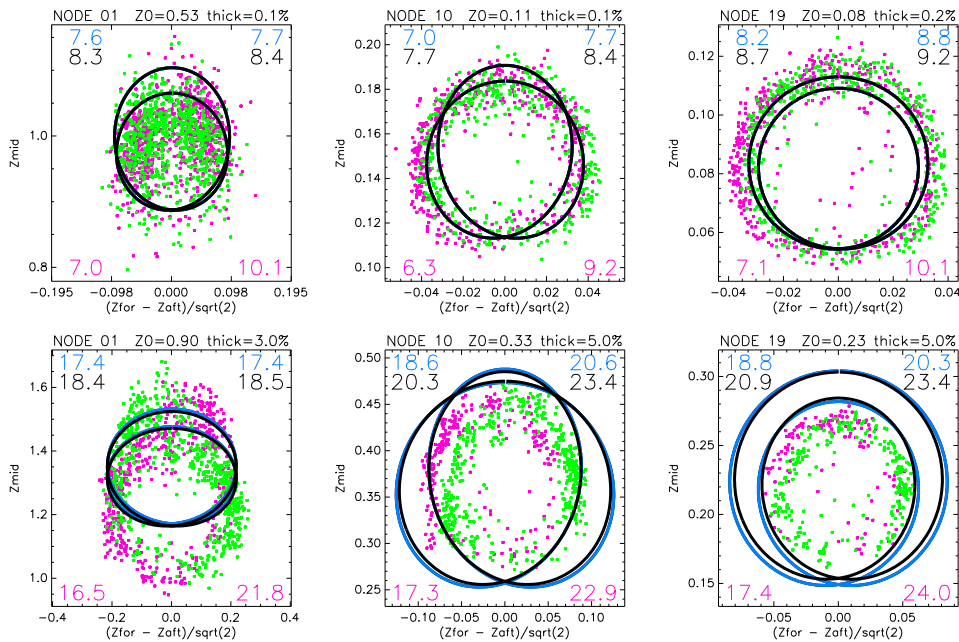 NODE 01 Z0=0.53 thick=0.1%
7.6 7.7
8.3 8.4
1.0
0.8
Zmid
7.0 10.1
−0.195 −0.098 0.000 0.098 0.195
(Zfor − Zaft)/sqrt(2)
NODE 10 Z0=0.11 thick=0.1%
7.0 7.7
7.7 8.4
0.20
0.18
0.16
0.14
0.12
0.10
Zmid
6.3 9.2
−0.04 −0.02 0.00 0.02 0.04
(Zfor − Zaft)/sqrt(2)
NODE 19 Z0=0.08 thick=0.2%
8.2 8.8
8.7 9.2
0.12
0.10
0.08
0.06
Zmid
7.1 10.1
−0.04 −0.02 0.00 0.02 0.04
(Zfor − Zaft)/sqrt(2)
NODE 01 Z0=0.90 thick=3.0%
17.4 17.4
18.4 18.5
1.6
1.4
1.2
1.0
Zmid
16.5 21.8
−0.4 −0.2 0.0 0.2 0.4
(Zfor − Zaft)/sqrt(2)
NODE 10 Z0=0.33 thick=5.0%
18.6 20.6
20.3 23.4
0.50
0.45
0.40
0.35
0.30
0.25
Zmid
17.3 22.9
−0.10 −0.05 0.00 0.05 0.10
(Zfor − Zaft)/sqrt(2)
NODE 19 Z0=0.23 thick=5.0%
18.8 20.3
20.9 23.4
0.30
0.25
0.20
0.15
Zmid
17.4 24.0
−0.05 0.00 0.05
(Zfor − Zaft)/sqrt(2)